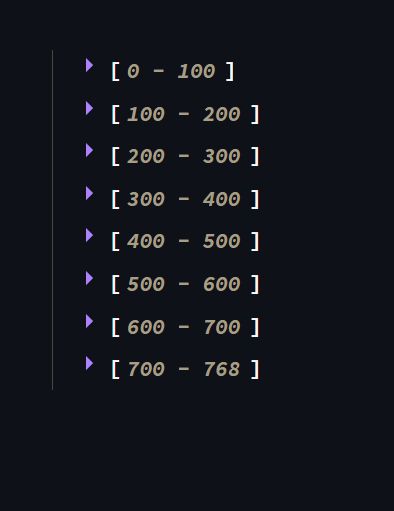 [ 0 - 100 ]
[ 100 - 200 ]
[ 200 - 300 ]
[ 300 - 400 ]
[ 400 - 500 ]
[ 500 - 600 ]
[ 600 - 700 ]
[ 700 - 768 ]